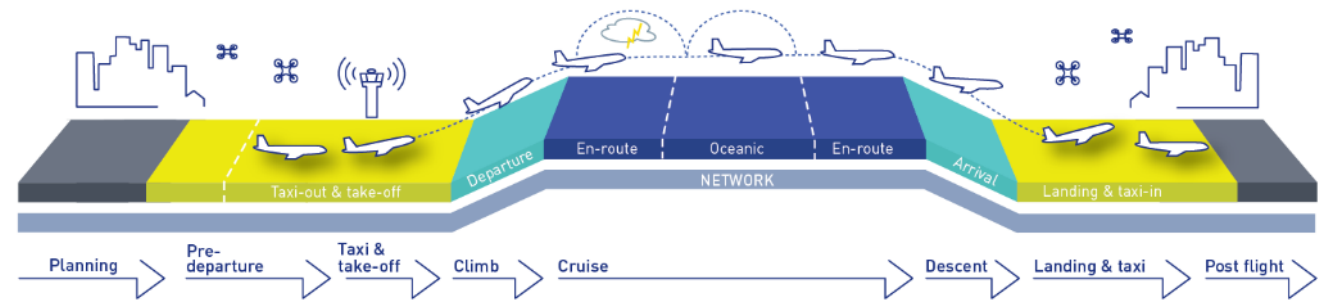 En-route
Oceanic
En-route
Departure
Arrival
Taxi-out & take-off
NETWORK
Landing & taxi-in
Planning
Pre-
departure
Taxi &
take-off
Climb
Cruise
Descent
Landing & taxi
Post flight